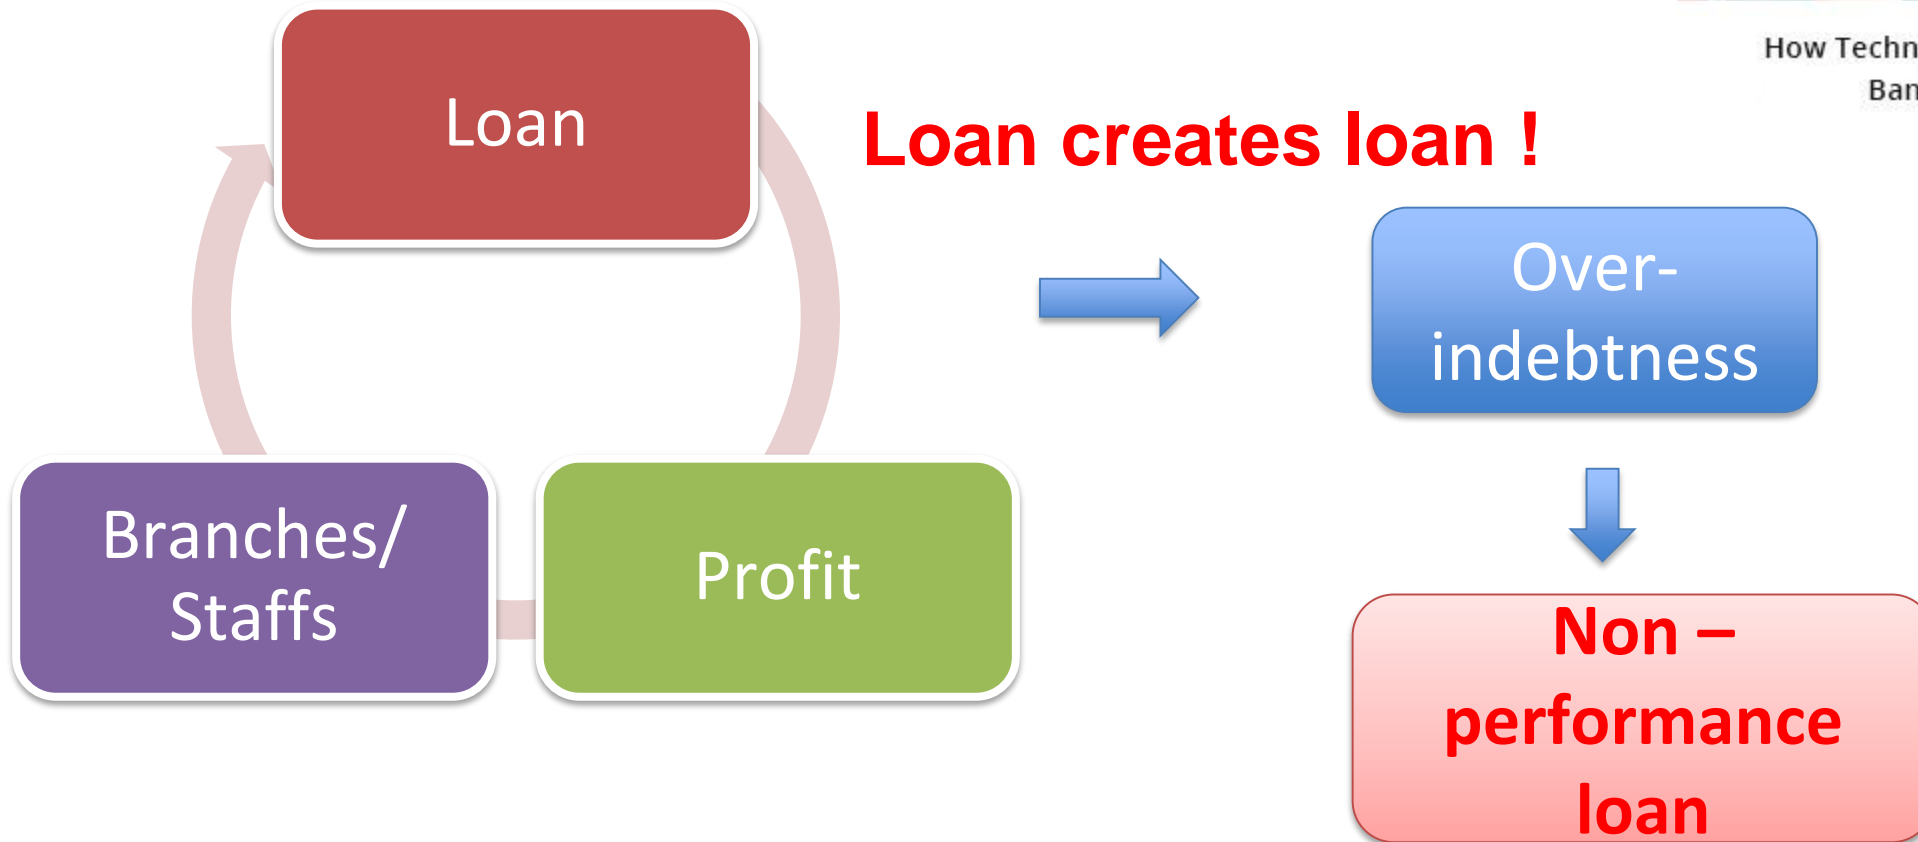 Loan
How Techn
Ban
Loan creates loan !
Over-
indebtness
Branches/
Staffs
Profit
Non –
performance
loan